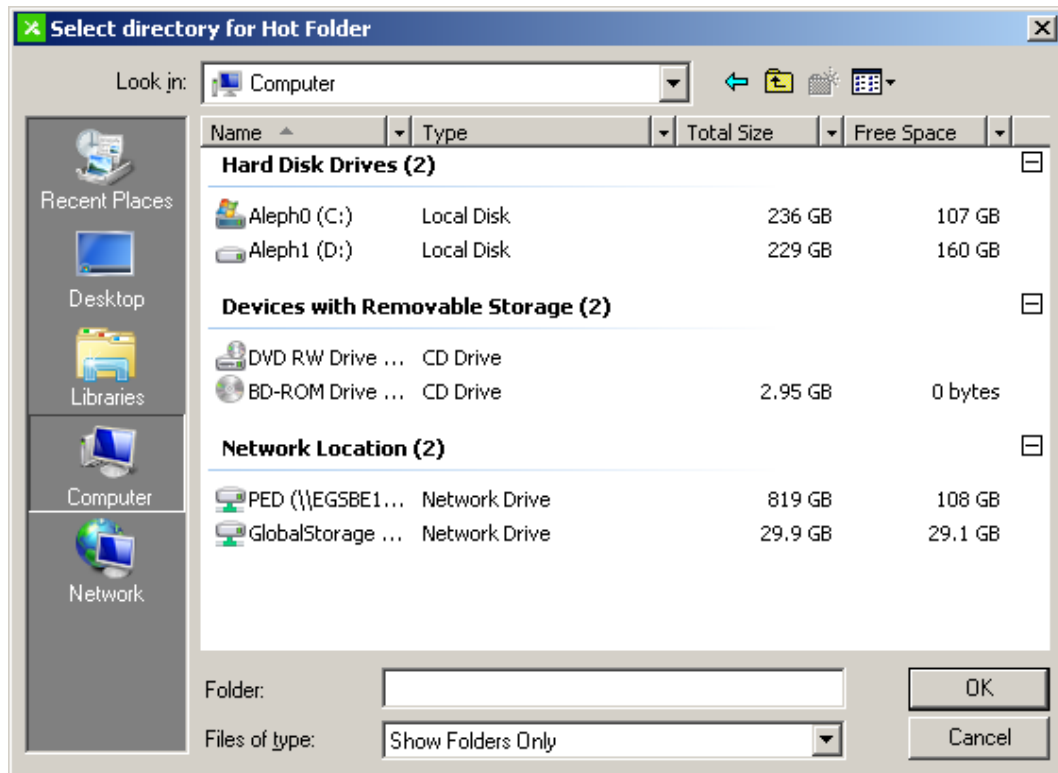 Select directory for Hot Folder
Look in: Computer
Name Type Total Size Free Space
Hard Disk Drives (2)
Aleph0 (C:) Local Disk 236 GB 107 GB
Aleph1 (D:) Local Disk 229 GB 160 GB
Devices with Removable Storage (2)
DVD RW Drive ... CD Drive
BD-ROM Drive ... CD Drive 2.95 GB 0 bytes
Network Location (2)
PED (\\EGSBE1... Network Drive 819 GB 108 GB
GlobalStorage ... Network Drive 29.9 GB 29.1 GB
Recent Places
Desktop
Libraries
Computer
Network
Folder: OK
Files of type: Show Folders Only Cancel